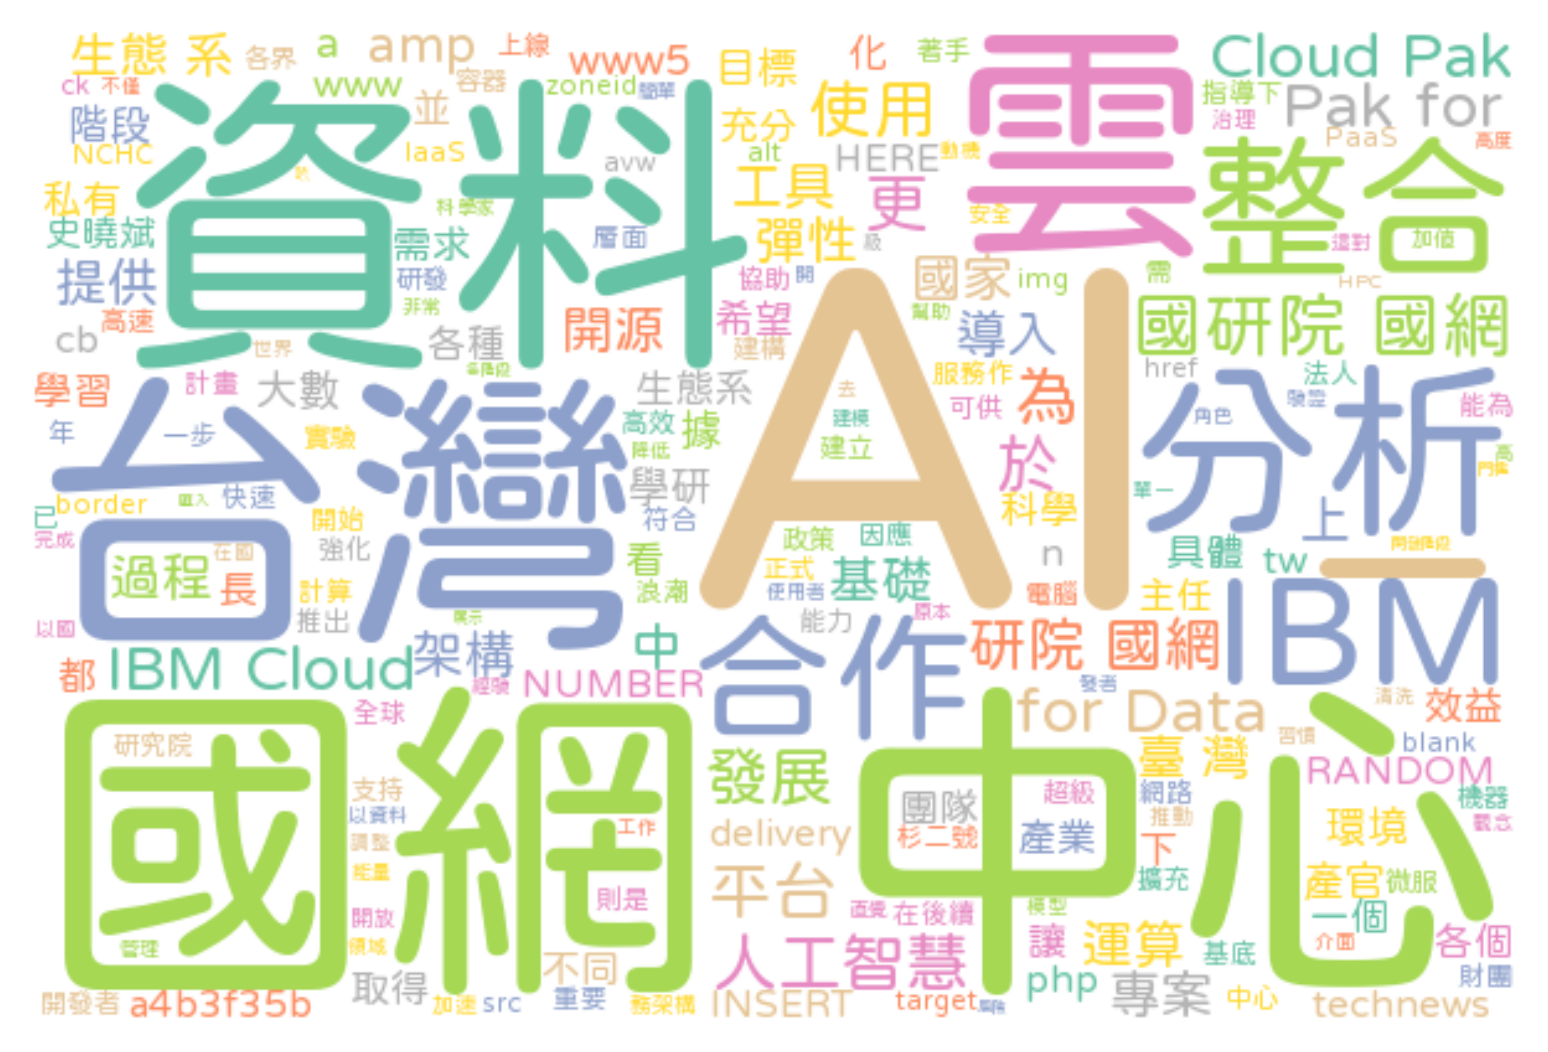 生態 系
各界
a
amp
上線
www5
目標
化
著手
雲
Cloud Pak
ck
不僅
www
容器
zoneid
簡單
指導下
Pak for
階段
資料
並
充分
使用
治理
PaaS
高度
NCHC
IaaS
avw
alt
HERE
動機
整合
私有
科學家
工具
更
安全
史曉斌
需求
層面
彈性
級
這對
加值
提供
研發
協助
開
國家
img
需
HPC
非常
高速
開源
希望
幫助
導入
國研院 國網
cb
世界
各種
建構
AI
學習
計畫
大數
生態系
去
服務作
為
href
法人
分析
台灣
高效
據
建模
可供
角色
驗證
能為
年
一步
實驗
降低
建立
於
高
學研
單一
border
快速
符合
科學
上
已
開始
完成
強化
看
政策
因應
n
具體
tw
過程
在國
長
計算
浪潮
正式
基礎
使用者
電腦
主任
IBM
以國
推出
展示
能力
原本
都
IBM Cloud
架構
中
合作
研院 國網
經驗
NUMBER
發者
清洗
效益
國網中心
全球
for Data
研究院
發展
臺 灣
習慣
blank
RANDOM
支持
團隊
超級
網路
機器
以資料
工作
delivery
杉二號
產業
推動
下
環境
觀念
調整
能量
平台
擴充
產官
微服
則是
開放
直覺
在後續
模型
一個
管理
領域
人工智慧
讓
運算
基底
介面
各個
取得
不同
php
專案
財團
開發者
a4b3f35b
加速
src
重要
務架構
INSERT
target
中心
technews